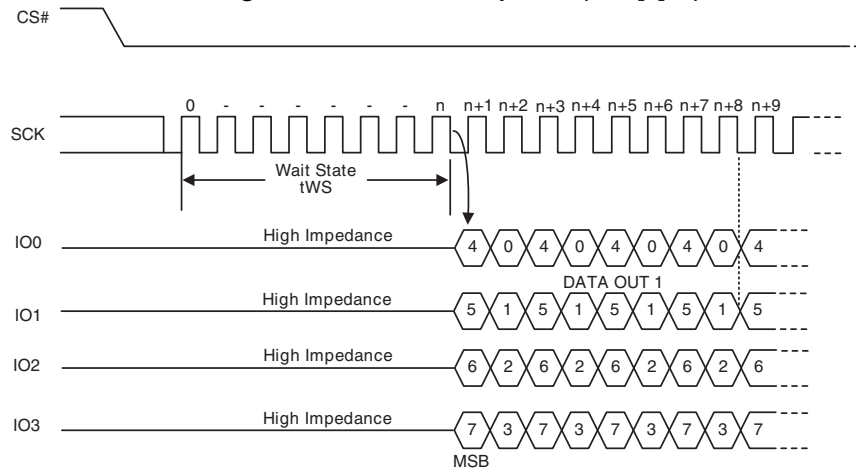 CS#
0 - - - - - - n n+1 n+2 n+3 n+4 n+5 n+6 n+7 n+8 n+9
SCK
Wait State
tWS
IO0 High Impedance 4 0 4 0 4 0 4 0 4
DATA OUT 1
IO1 High Impedance 5 1 5 1 5 1 5 1 5
IO2 High Impedance 6 2 6 2 6 2 6 2 6
IO3 High Impedance 7 3 7 3 7 3 7 3 7
MSB